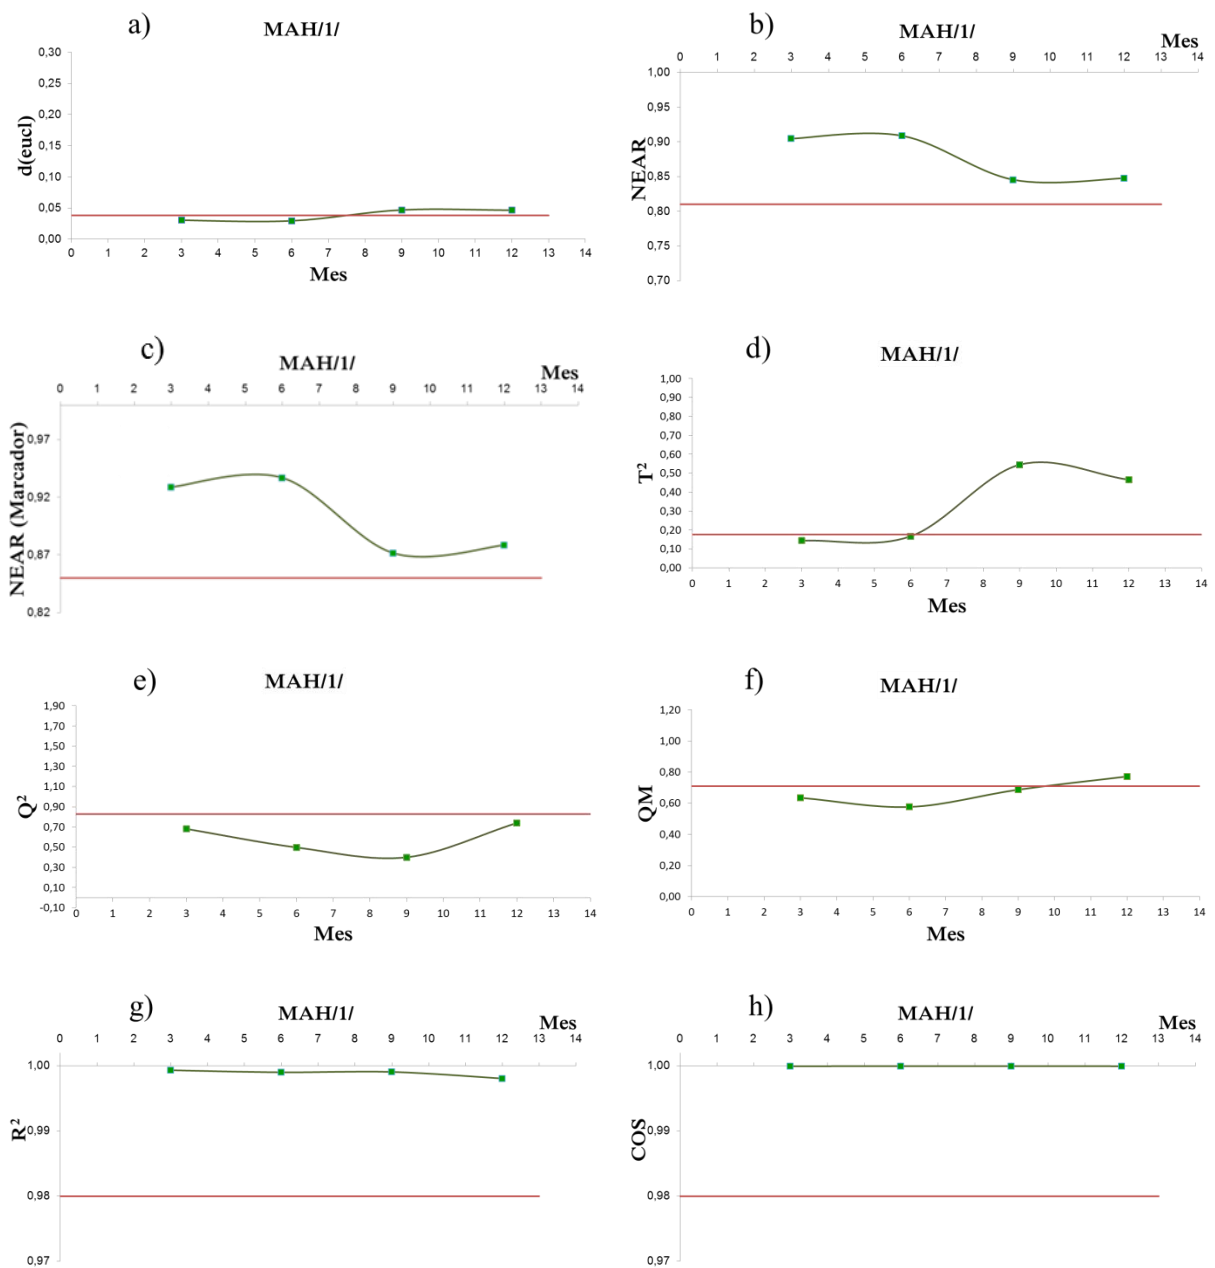 a)
MAH/1/
0,30
0,25
0,20
0,15
0,10
0,05
0,00
d(eucl)
0 1 2 3 4 5 6 7 8 9 10 11 12 13 14
Mes
b)
MAH/1/
Mes
0 1 2 3 4 5 6 7 8 9 10 11 12 13 14
1,00
0,95
0,90
0,85
0,80
0,75
0,70
NEAR
c)
MAH/1/
Mes
0 1 2 3 4 5 6 7 8 9 10 11 12 13 14
0,97
0,92
0,87
0,82
NEAR (Marcador)
d)
MAH/1/
1,00
0,90
0,80
0,70
0,60
0,50
0,40
0,30
0,20
0,10
0,00
T²
0 1 2 3 4 5 6 7 8 9 10 11 12 13 14
Mes
e)
MAH/1/
1,90
1,70
1,50
1,30
1,10
0,90
0,70
0,50
0,30
0,10
-0,10
Q²
0 1 2 3 4 5 6 7 8 9 10 11 12 13 14
Mes
f)
MAH/1/
1,20
1,00
0,80
0,60
0,40
0,20
0,00
QM
0 1 2 3 4 5 6 7 8 9 10 11 12 13 14
Mes
g)
MAH/1/
Mes
0 1 2 3 4 5 6 7 8 9 10 11 12 13 14
1,00
0,99
0,98
0,97
R²
h)
MAH/1/
Mes
0 1 2 3 4 5 6 7 8 9 10 11 12 13 14
1,00
0,99
0,98
0,97
COS